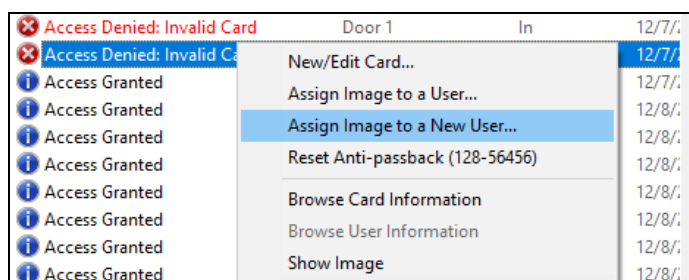 Access Denied: Invalid Card Door 1 In 12/7/
Access Denied: Invalid Ca 12/7/
New/Edit Card...
Access Granted 12/7/
Assign Image to a User...
Access Granted 12/8/
Assign Image to a New User...
Access Granted 12/8/
Reset Anti-passback (128-56456)
Access Granted 12/8/
Access Granted 12/8/
Browse Card Information
Access Granted 12/8/
Browse User Information
Access Granted 12/8/
Show Image
Access Granted 12/8/